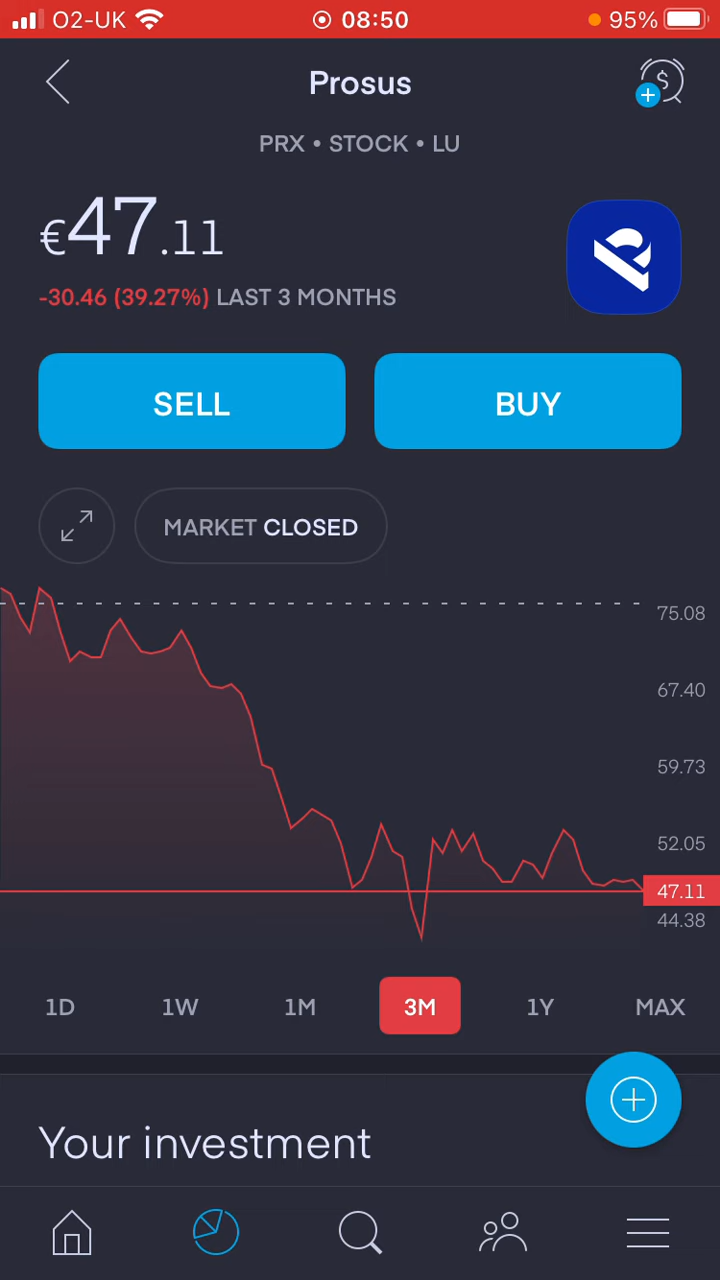 O2-UK 08:50 95%
Prosus
PRX • STOCK • LU
€47.11
-30.46 (39.27%) LAST 3 MONTHS
SELL BUY
MARKET CLOSED
75.08
67.40
59.73
52.05
47.11
44.38
1D 1W 1M 3M 1Y MAX
Your investment